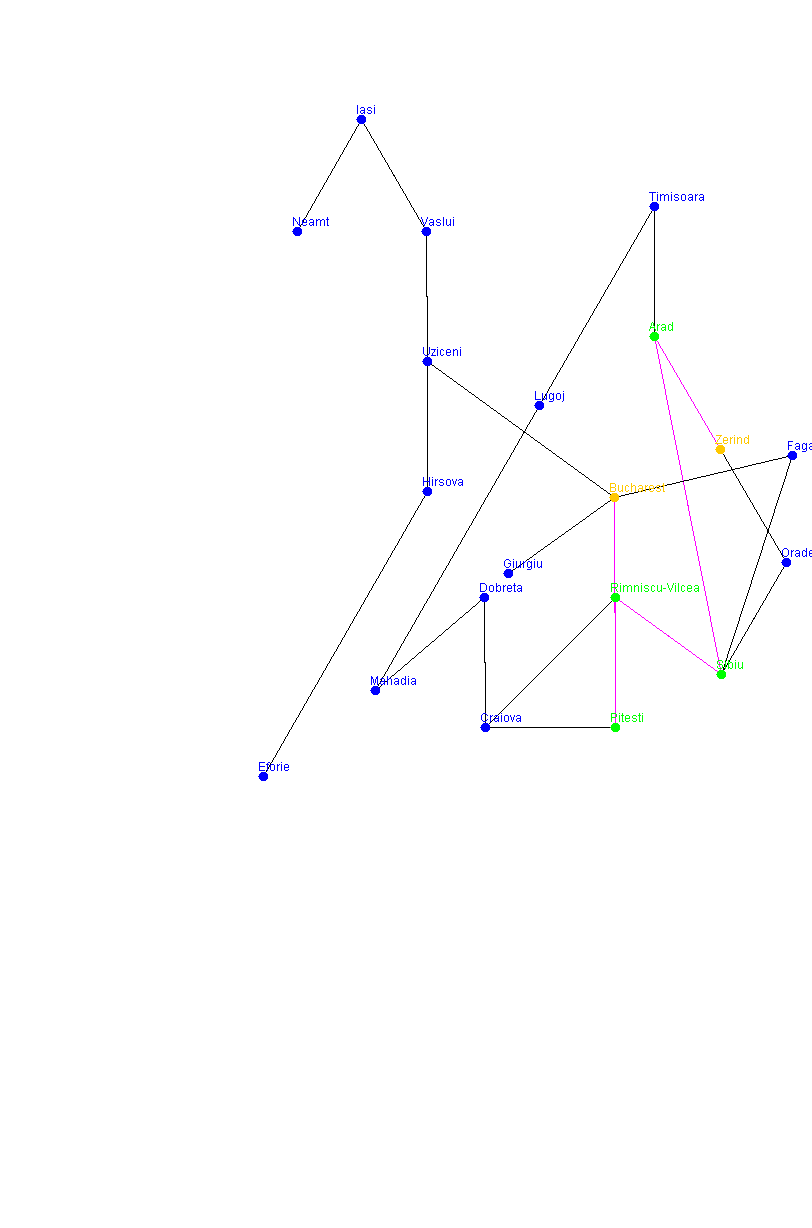 Iasi
Timisoara
Neamt
Vaslui
Arad
Uziceni
Lugoj
Zerind
Faga
Hirsova
Bucharest
Orade
Giurgiu
Dobreta
Rimniscu-Vilcea
Sibiu
Mahadia
Craiova
Pitesti
Eforie